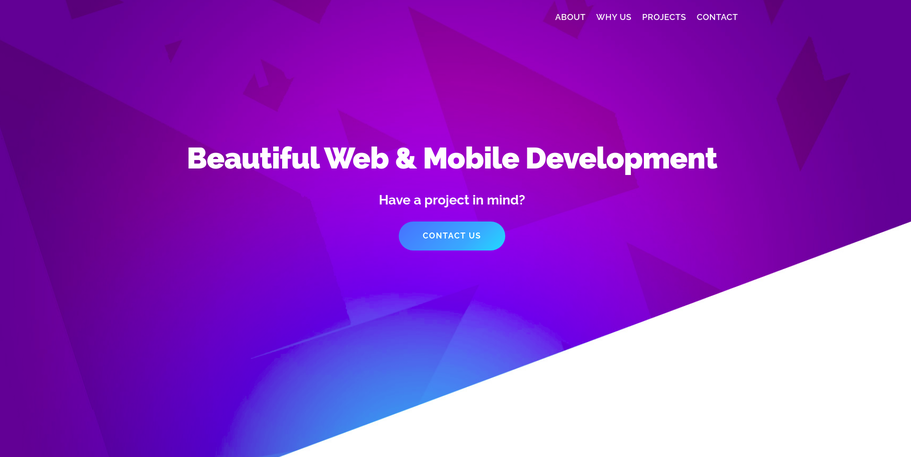 ABOUT WHY US PROJECTS CONTACT
Beautiful Web & Mobile Development
Have a project in mind?
CONTACT US